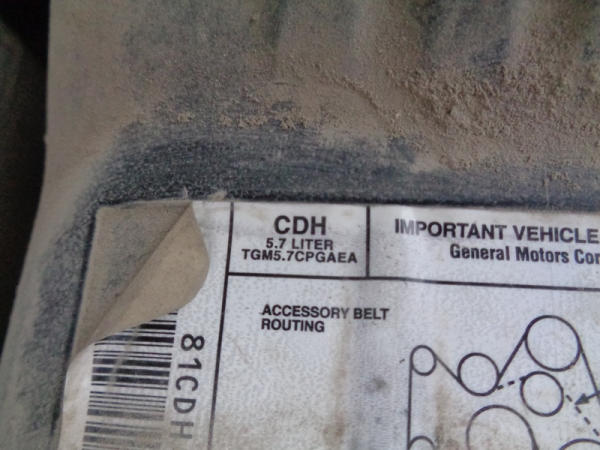 CDH
5.7 LITER
TGM5.7CPGAEA
IMPORTANT VEHICLE
General Motors Cor
ACCESSORY BELT
ROUTING
81CDH